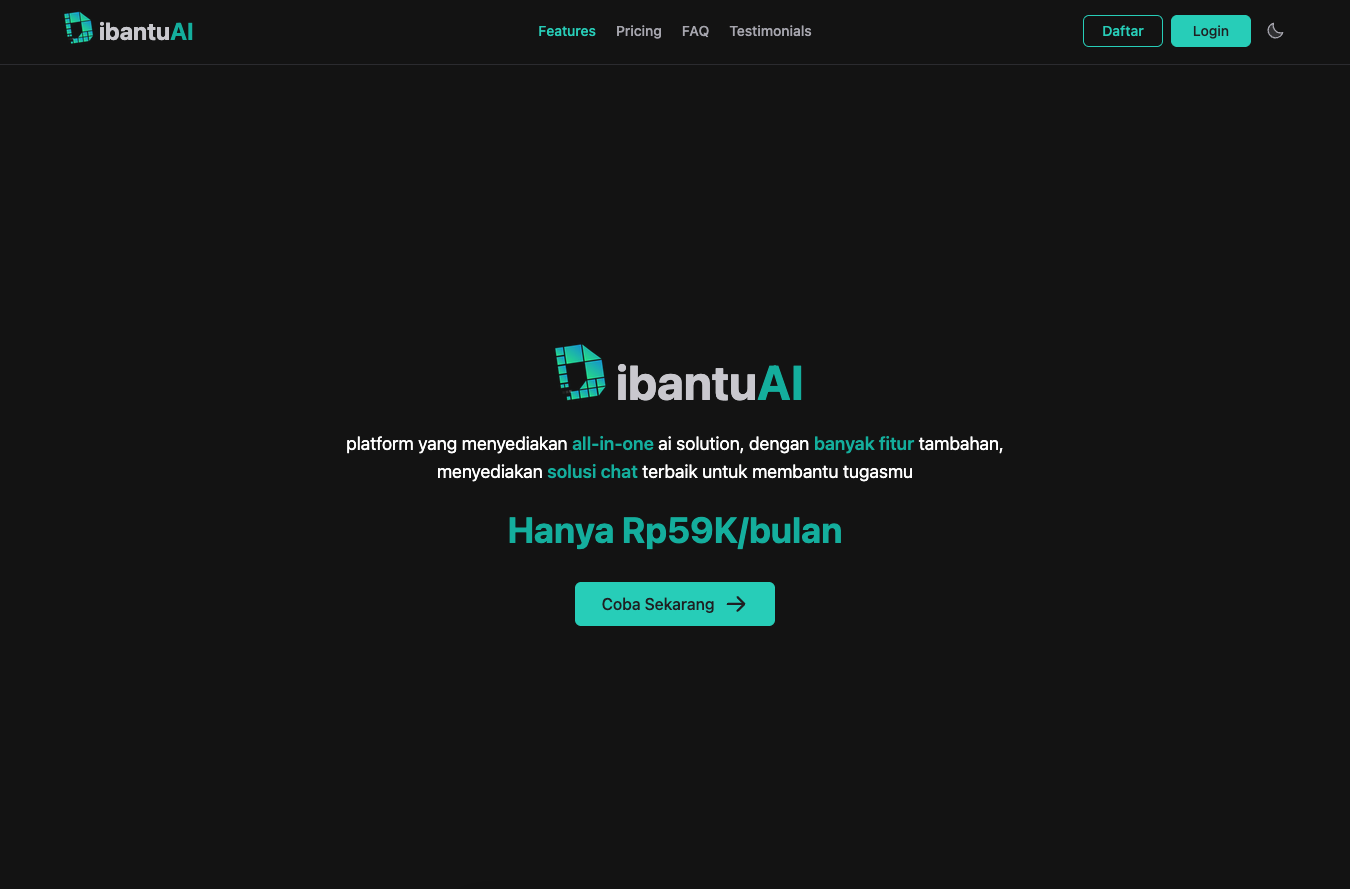 ibantuAI
Features Pricing FAQ Testimonials
Daftar Login
ibantuAI
platform yang menyediakan all-in-one ai solution, dengan banyak fitur tambahan,
menyediakan solusi chat terbaik untuk membantu tugasmu
Hanya Rp59K/bulan
Coba Sekarang